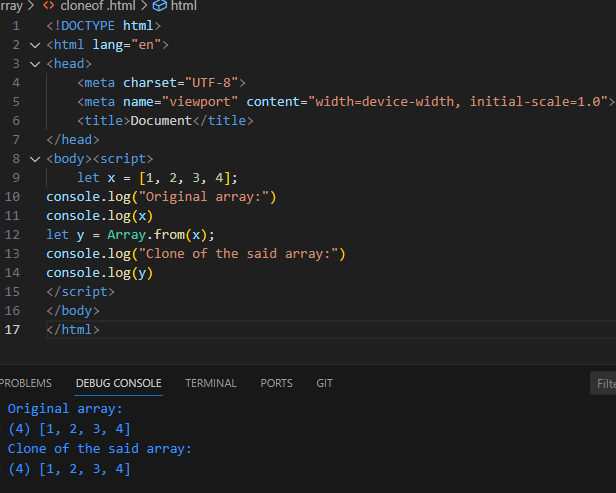 rray > <> cloneof .html > html
1 <!DOCTYPE html>
2 <html lang="en">
3 <head>
4     <meta charset="UTF-8">
5     <meta name="viewport" content="width=device-width, initial-scale=1.0">
6     <title>Document</title>
7 </head>
8 <body><script>
9     let x = [1, 2, 3, 4];
10 console.log("Original array:")
11 console.log(x)
12 let y = Array.from(x);
13 console.log("Clone of the said array:")
14 console.log(y)
15 </script>
16 </body>
17 </html>
PROBLEMS DEBUG CONSOLE TERMINAL PORTS GIT Filte
Original array:
(4) [1, 2, 3, 4]
Clone of the said array:
(4) [1, 2, 3, 4]